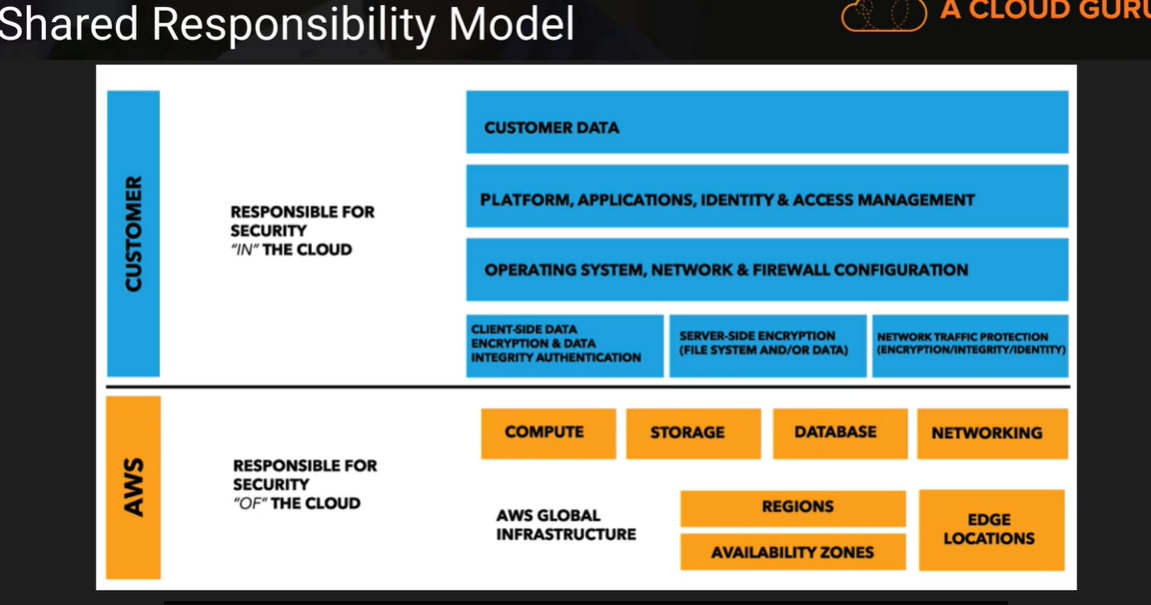 Shared Responsibility Model
A CLOUD GURU
CUSTOMER
RESPONSIBLE FOR
SECURITY
"IN" THE CLOUD
CUSTOMER DATA
PLATFORM, APPLICATIONS, IDENTITY & ACCESS MANAGEMENT
OPERATING SYSTEM, NETWORK & FIREWALL CONFIGURATION
CLIENT-SIDE DATA
ENCRYPTION & DATA
INTEGRITY AUTHENTICATION
SERVER-SIDE ENCRYPTION
(FILE SYSTEM AND/OR DATA)
NETWORK TRAFFIC PROTECTION
(ENCRYPTION/INTEGRITY/IDENTITY)
AWS
RESPONSIBLE FOR
SECURITY
"OF" THE CLOUD
COMPUTE
STORAGE
DATABASE
NETWORKING
AWS GLOBAL
INFRASTRUCTURE
REGIONS
AVAILABILITY ZONES
EDGE
LOCATIONS